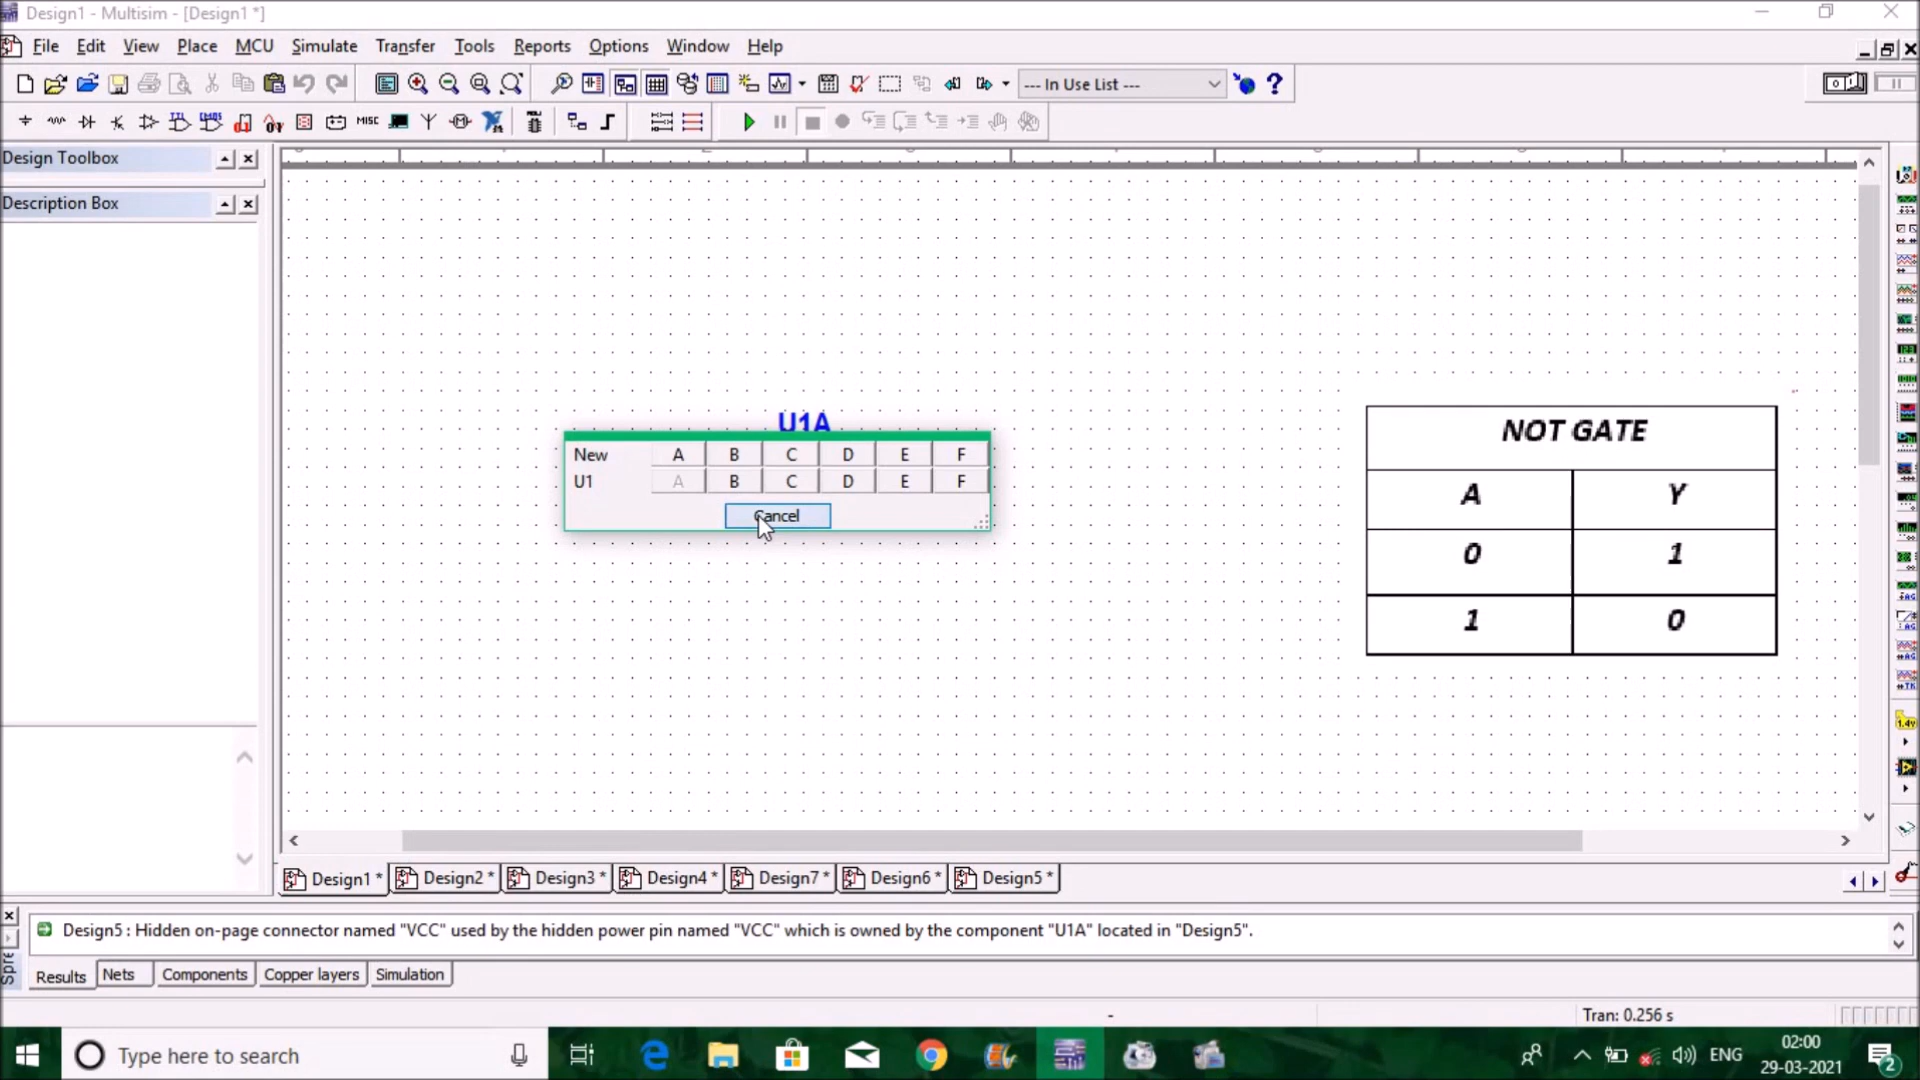 Design1 - Multisim - [Design1 *]
File Edit View Place MCU Simulate Transfer Tools Reports Options Window Help
--- In Use List ---
MISC
Design Toolbox
Description Box
U1A
New A B C D E F
U1 A B C D E F
Cancel
NOT GATE
A Y
0 1
1 0
Design1 * Design2 * Design3 * Design4 * Design7 * Design6 * Design5 *
Design5 : Hidden on-page connector named "VCC" used by the hidden power pin named "VCC" which is owned by the component "U1A" located in "Design5".
Spre
Results Nets Components Copper layers Simulation
- Tran: 0.256 s
Type here to search
ENG
02:00
29-03-2021
2